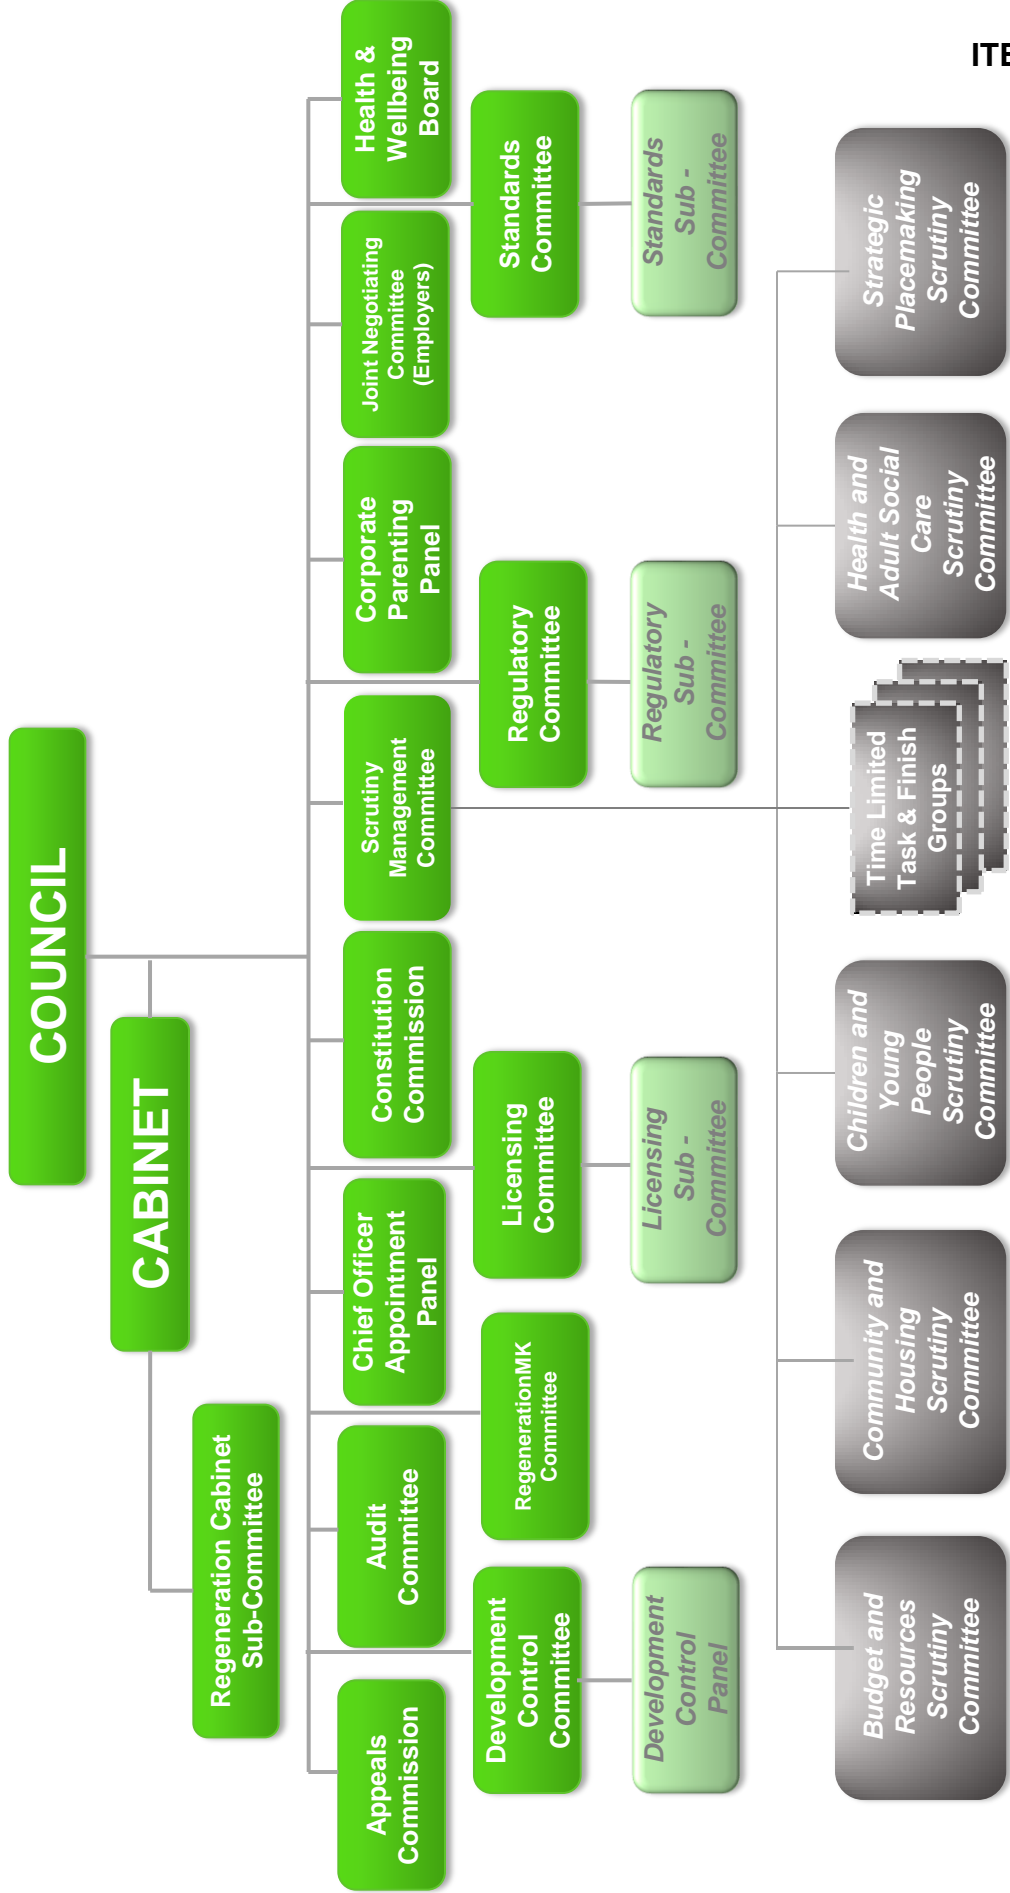 ITE
COUNCIL
CABINET
Regeneration Cabinet
Sub-Committee
Appeals
Commission
Audit
Committee
Chief Officer
Appointment
Panel
Constitution
Commission
Scrutiny
Management
Committee
Corporate
Parenting
Panel
Joint Negotiating
Committee
(Employers)
Health &
Wellbeing
Board
Development
Control
Committee
RegenerationMK
Committee
Licensing
Committee
Regulatory
Committee
Standards
Committee
Development
Control
Panel
Licensing
Sub -
Committee
Regulatory
Sub -
Committee
Standards
Sub -
Committee
Budget and
Resources
Scrutiny
Committee
Community and
Housing
Scrutiny
Committee
Children and
Young
People
Scrutiny
Committee
Time Limited
Task & Finish
Groups
Health and
Adult Social
Care
Scrutiny
Committee
Strategic
Placemaking
Scrutiny
Committee